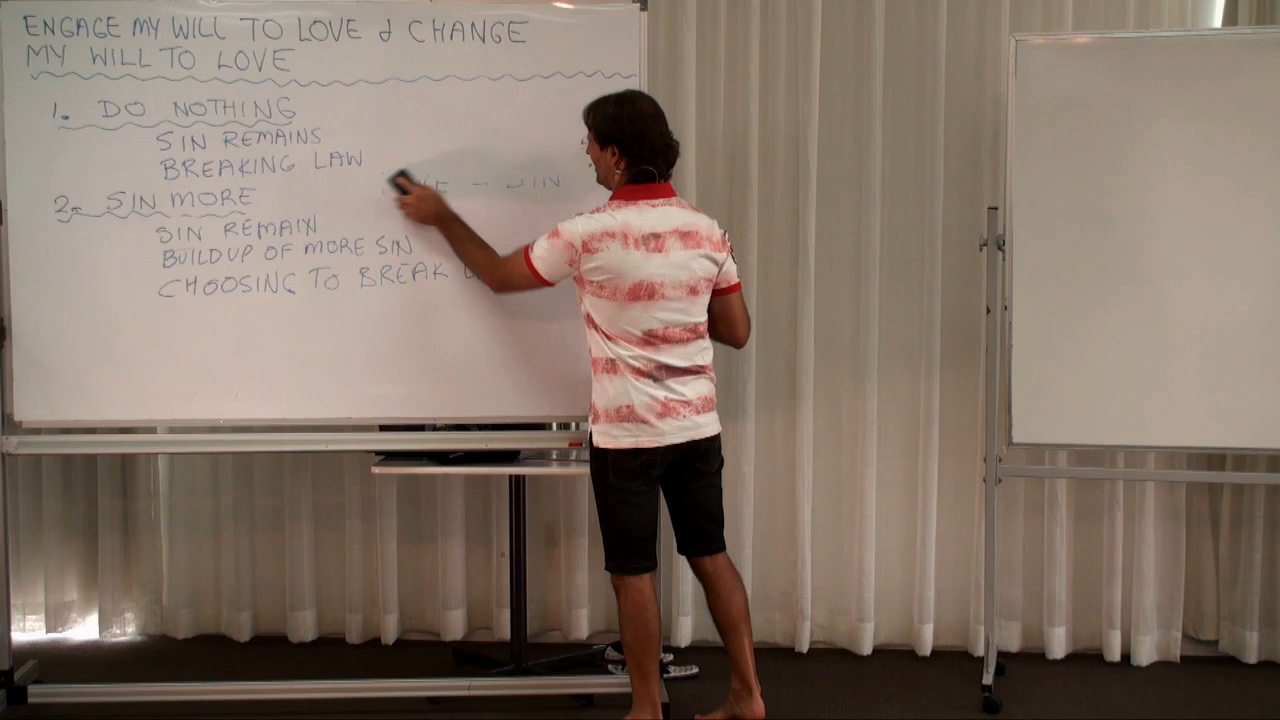 ENGAGE MY WILL TO LOVE & CHANGE
MY WILL TO LOVE
1. DO NOTHING
SIN REMAINS
BREAKING LAW
- SIN
2. SIN MORE
SIN REMAIN
BUILDUP OF MORE SIN
CHOOSING TO BREAK